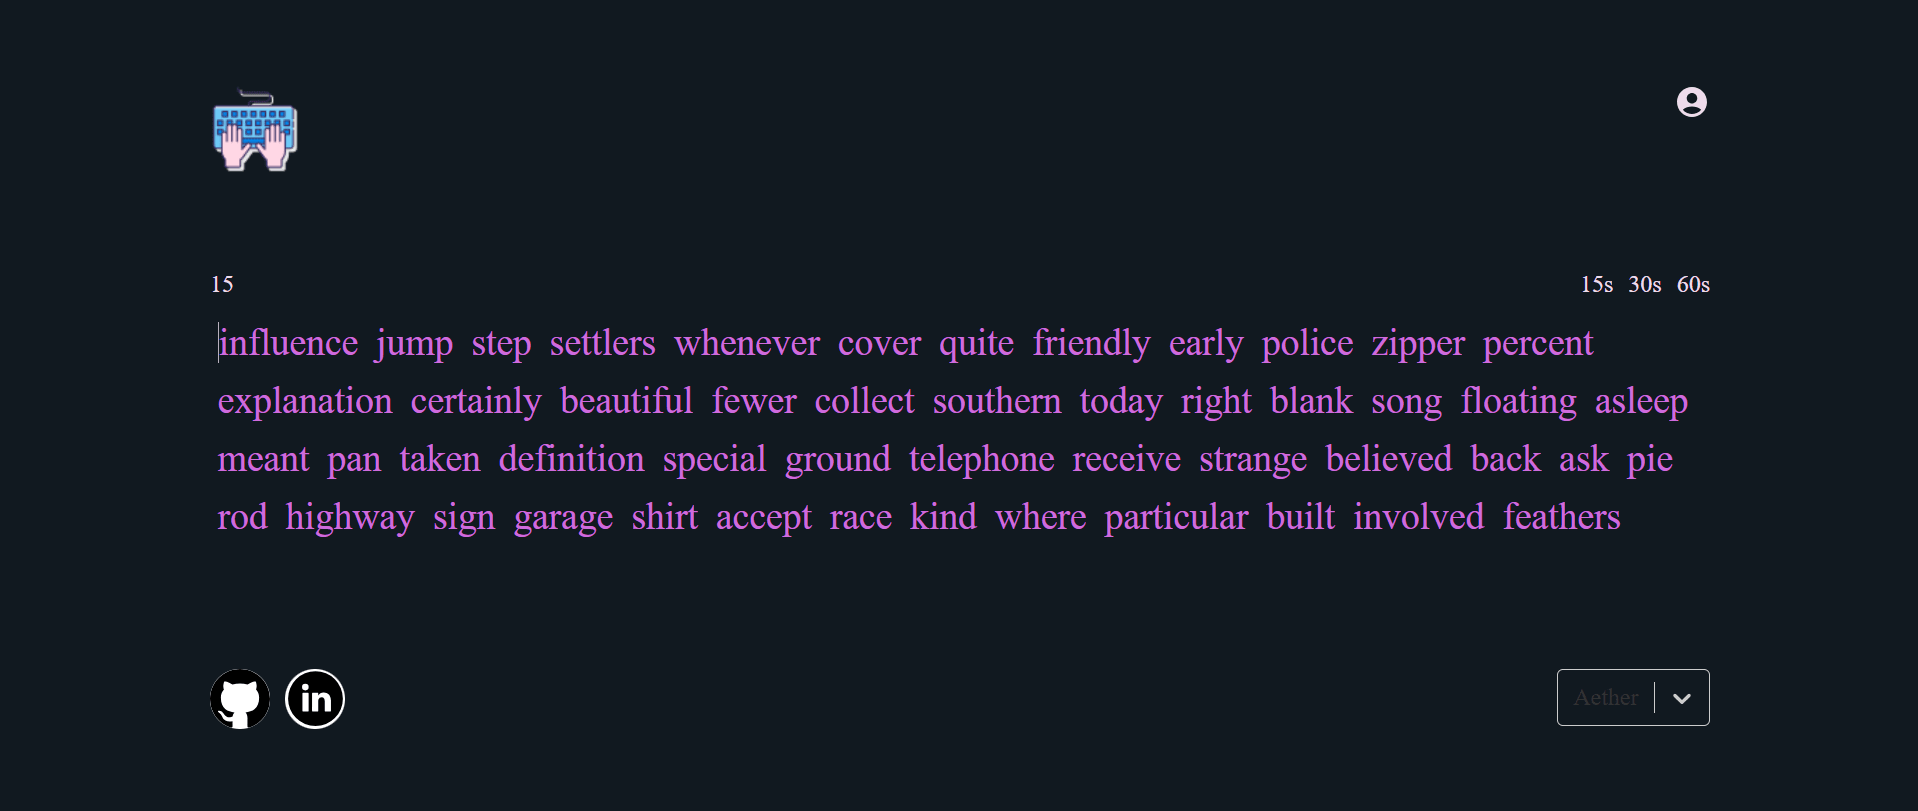 15 15s 30s 60s
influence jump step settlers whenever cover quite friendly early police zipper percent
explanation certainly beautiful fewer collect southern today right blank song floating asleep
meant pan taken definition special ground telephone receive strange believed back ask pie
rod highway sign garage shirt accept race kind where particular built involved feathers
in Aether